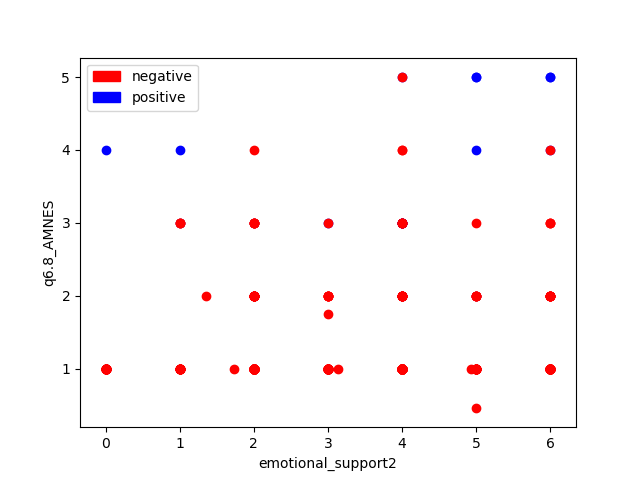 negative
positive
5
4
3
2
1
q6.8_AMNES
0 1 2 3 4 5 6
emotional_support2